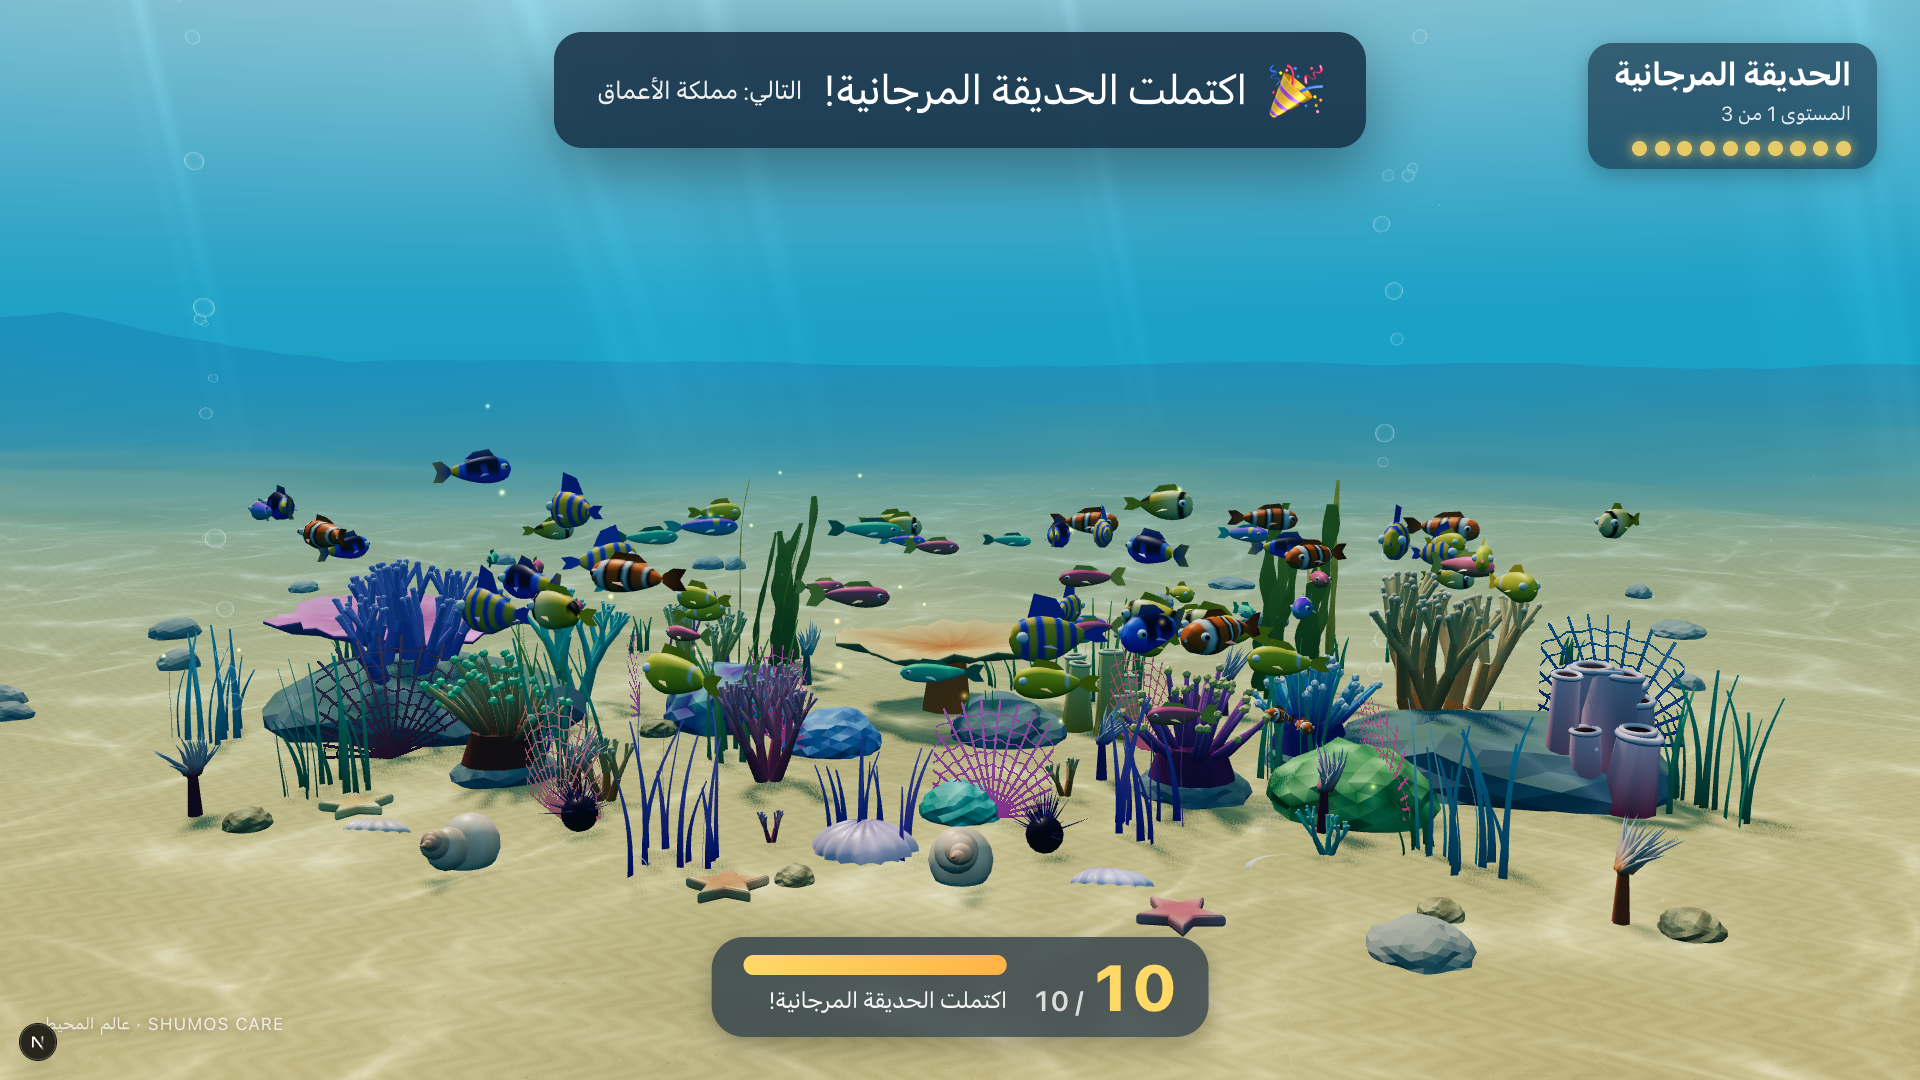 الحديقة المرجانية
المستوى 1 من 3
🎉 اكتملت الحديقة المرجانية! التالي: مملكة الأعماق
10 / 10
اكتملت الحديقة المرجانية!
SHUMOS CARE · عالم المحيط
N